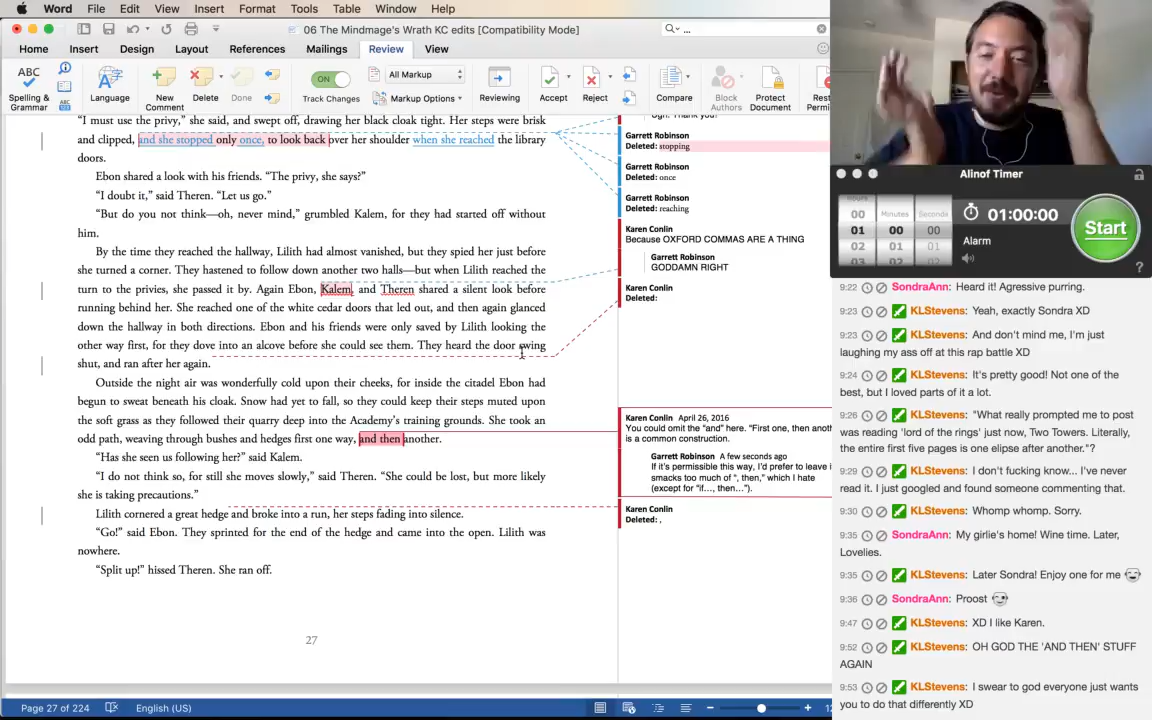 Word File Edit View Insert Format Tools Table Window Help
06 The Mindmage's Wrath KC edits [Compatibility Mode]
Home Insert Design Layout References Mailings Review View
ABC
Spelling &
Grammar
Language
New
Comment
Delete
Done
ON
Track Changes
All Markup
Markup Options
Reviewing
Accept
Reject
Compare
Block
Authors
Protect
Document
“I must use the privy,” she said, and swept off, drawing her black cloak tight. Her steps were brisk
and clipped, and she stopped only once, to look back over her shoulder when she reached the library
doors.
Ebon shared a look with his friends. “The privy, she says?”
“I doubt it,” said Theren. “Let us go.”
“But do you not think—oh, never mind,” grumbled Kalem, for they had started off without
him.
By the time they reached the hallway, Lilith had almost vanished, but they spied her just before
she turned a corner. They hastened to follow down another two halls—but when Lilith reached the
turn to the privies, she passed it by. Again Ebon, Kalem, and Theren shared a silent look before
running behind her. She reached one of the white cedar doors that led out, and then again glanced
down the hallway in both directions. Ebon and his friends were only saved by Lilith looking the
other way first, for they dove into an alcove before she could see them. They heard the door swing
shut, and ran after her again.
Outside the night air was wonderfully cold upon their cheeks, for inside the citadel Ebon had
begun to sweat beneath his cloak. Snow had yet to fall, so they could keep their steps muted upon
the soft grass as they followed their quarry deep into the Academy’s training grounds. She took an
odd path, weaving through bushes and hedges first one way, and then another.
“Has she seen us following her?” said Kalem.
“I do not think so, for still she moves slowly,” said Theren. “She could be lost, but more likely
she is taking precautions.”
Lilith cornered a great hedge and broke into a run, her steps fading into silence.
“Go!” said Ebon. They sprinted for the end of the hedge and came into the open. Lilith was
nowhere.
“Split up!” hissed Theren. She ran off.
27
Garrett Robinson
Deleted: stopping
Garrett Robinson
Deleted: once
Garrett Robinson
Deleted: reaching
Karen Conlin
Because OXFORD COMMAS ARE A THING
Garrett Robinson
GODDAMN RIGHT
Karen Conlin
Deleted:
Karen Conlin April 26, 2016
You could omit the "and" here. "First one, then anoth
is a common construction.
Garrett Robinson A few seconds ago
If it's permissible this way, I'd prefer to leave i
smacks too much of ", then," which I hate
(except for "if…, then…").
Karen Conlin
Deleted: ,
Page 27 of 224 English (US)
Alinof Timer
Minutes Seconds
00
01 00 00
02 01 01
02 02
01:00:00
Alarm
Start
?
9:22 SondraAnn: Heard it! Agressive purring.
9:23 KLStevens: Yeah, exactly Sondra XD
9:23 KLStevens: And don't mind me, I'm just
laughing my ass off at this rap battle XD
9:24 KLStevens: It's pretty good! Not one of the
best, but I loved parts of it a lot.
9:26 KLStevens: "What really prompted me to post
was reading 'lord of the rings' just now, Two Towers. Literally,
the entire first five pages is one elipse after another."?
9:29 KLStevens: I don't fucking know... I've never
read it. I just googled and found someone commenting that.
9:30 KLStevens: Whomp whomp. Sorry.
9:35 SondraAnn: My girlie's home! Wine time. Later,
Lovelies.
9:35 KLStevens: Later Sondra! Enjoy one for me
9:36 SondraAnn: Proost
9:47 KLStevens: XD I like Karen.
9:52 KLStevens: OH GOD THE 'AND THEN' STUFF
AGAIN
9:53 KLStevens: I swear to god everyone just wants
you to do that differently XD